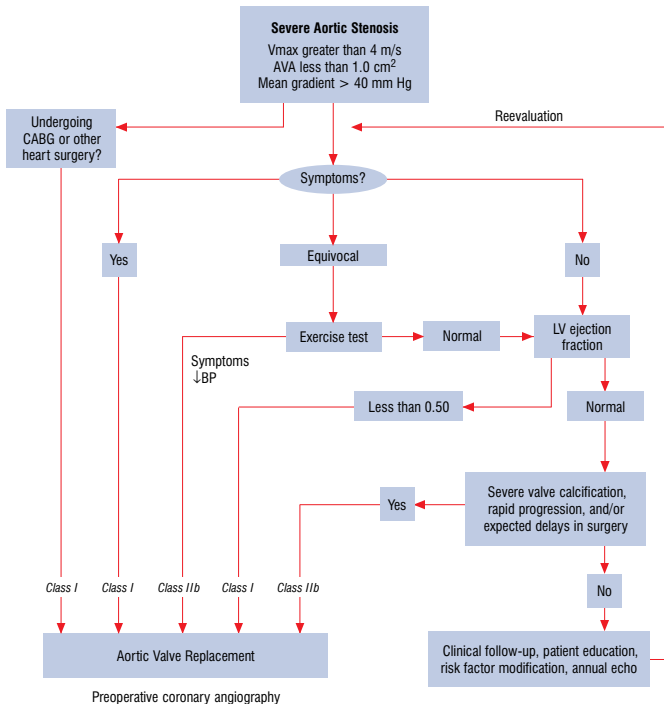 Severe Aortic Stenosis
Vmax greater than 4 m/s
AVA less than 1.0 cm²
Mean gradient > 40 mm Hg
Undergoing
CABG or other
heart surgery?
Reevaluation
Symptoms?
Yes
Equivocal
No
Exercise test
Normal
LV ejection
fraction
Symptoms
↓BP
Less than 0.50
Normal
Yes
Severe valve calcification,
rapid progression, and/or
expected delays in surgery
Class I
Class I
Class IIb
Class I
Class IIb
No
Aortic Valve Replacement
Clinical follow-up, patient education,
risk factor modification, annual echo
Preoperative coronary angiography